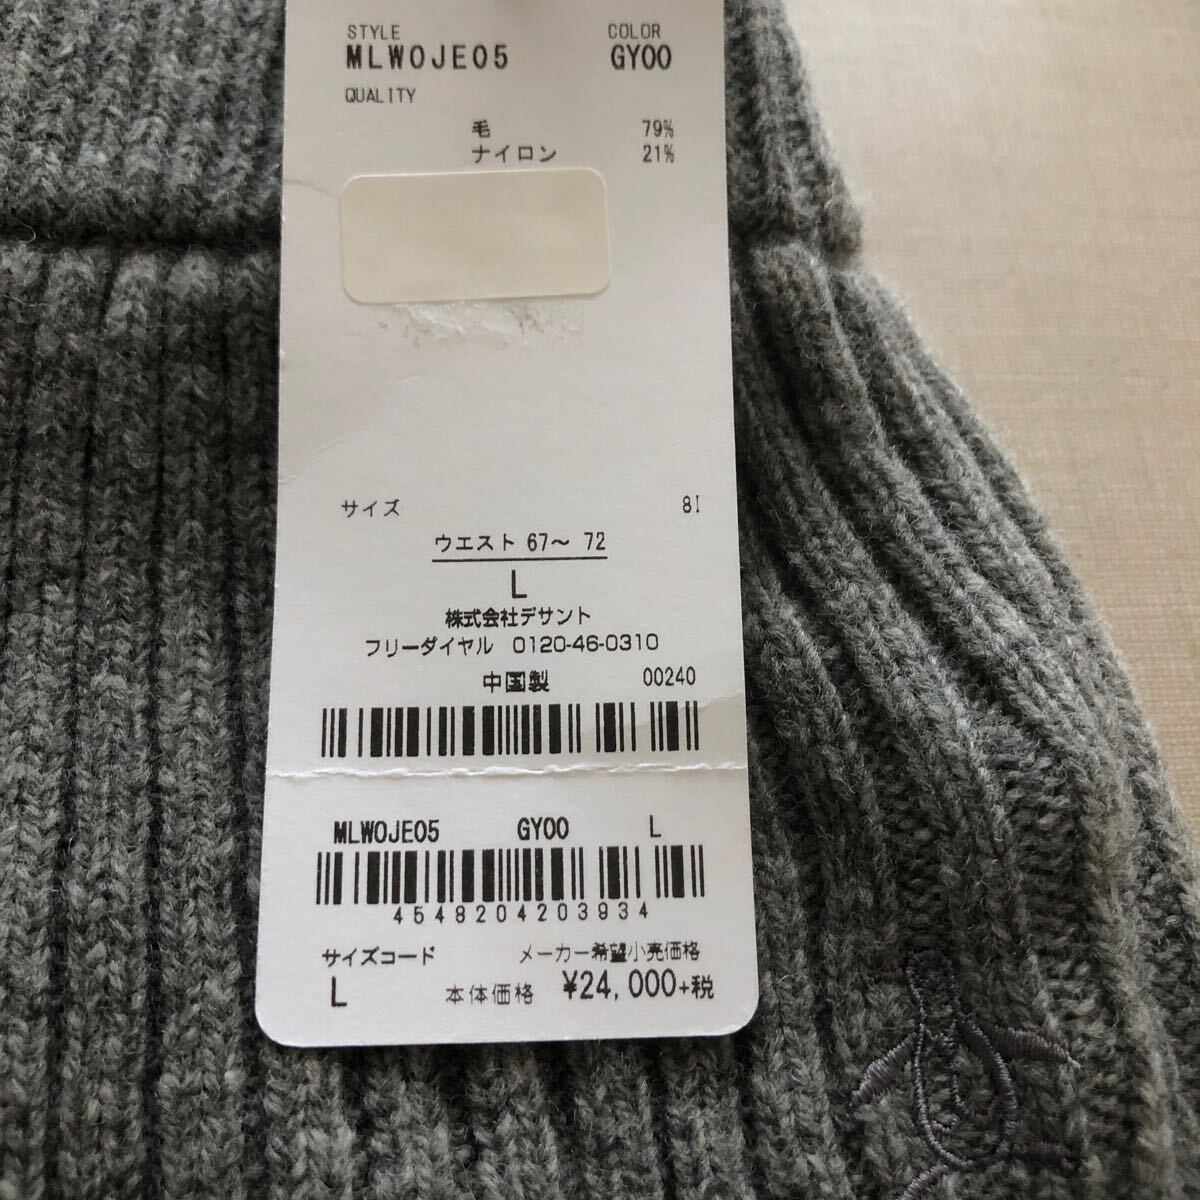 STYLE COLOR
MLW0JE05 GY00
QUALITY
毛 79%
ナイロン 21%
サイズ 81
ウエスト 67～ 72
L
株式会社デサント
フリーダイヤル 0120-46-0310
中国製 00240
MLW0JE05 GY00 L
4548204203934
サイズコード メーカー希望小売価格
L 本体価格 ¥24,000+税